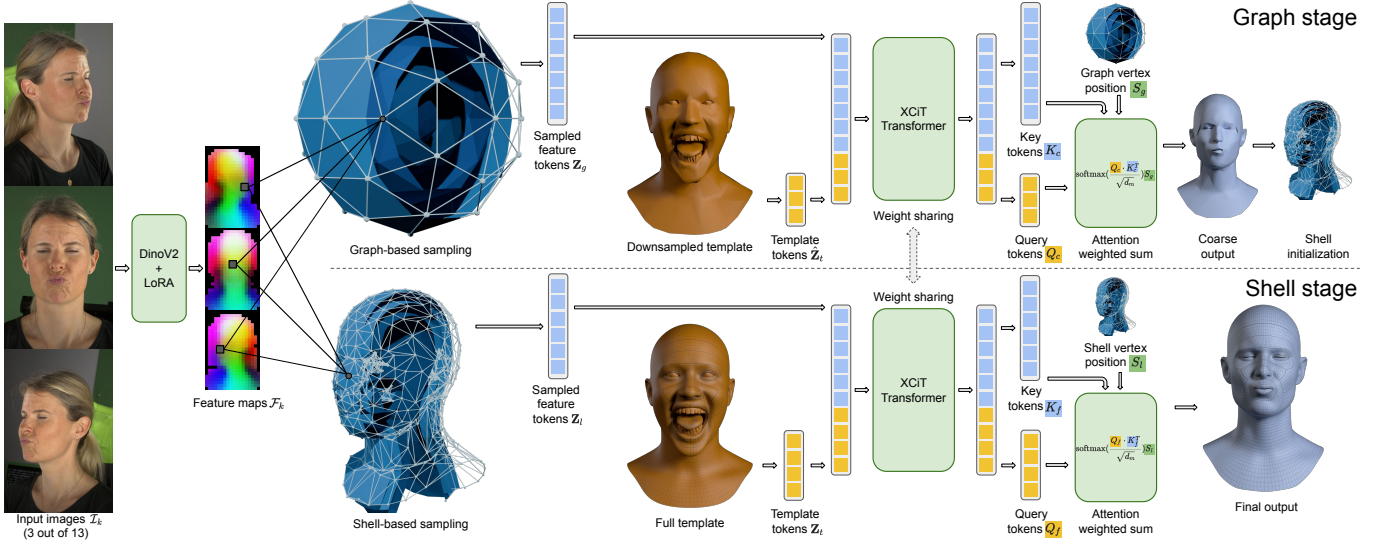 Graph stage
Graph vertex
position S_g
Sampled
feature
tokens Z_g
XCiT
Transformer
Key
tokens K_c
softmax(Q_c · K_c^T / √d_m)S_g
DinoV2
+
LoRA
Graph-based sampling
Downsampled template
Template
tokens Ẑ_t
Weight sharing
Query
tokens Q_c
Attention
weighted sum
Coarse
output
Shell
initialization
Shell stage
Weight sharing
Shell vertex
position S_l
Sampled
feature
tokens Z_l
XCiT
Transformer
Key
tokens K_f
softmax(Q_f · K_f^T / √d_m)S_l
Feature maps F_k
Input images I_k
(3 out of 13)
Shell-based sampling
Full template
Template
tokens Z_t
Query
tokens Q_f
Attention
weighted sum
Final output